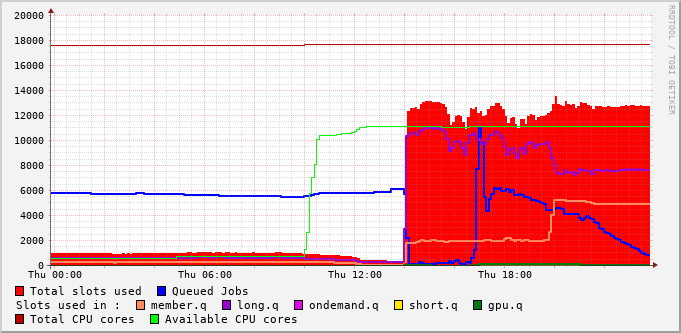 RRDTOOL / TOBI OETIKER
20000
18000
16000
14000
12000
10000
8000
6000
4000
2000
0
Thu 00:00 Thu 06:00 Thu 12:00 Thu 18:00
Total slots used Queued Jobs
Slots used in : member.q long.q ondemand.q short.q gpu.q
Total CPU cores Available CPU cores